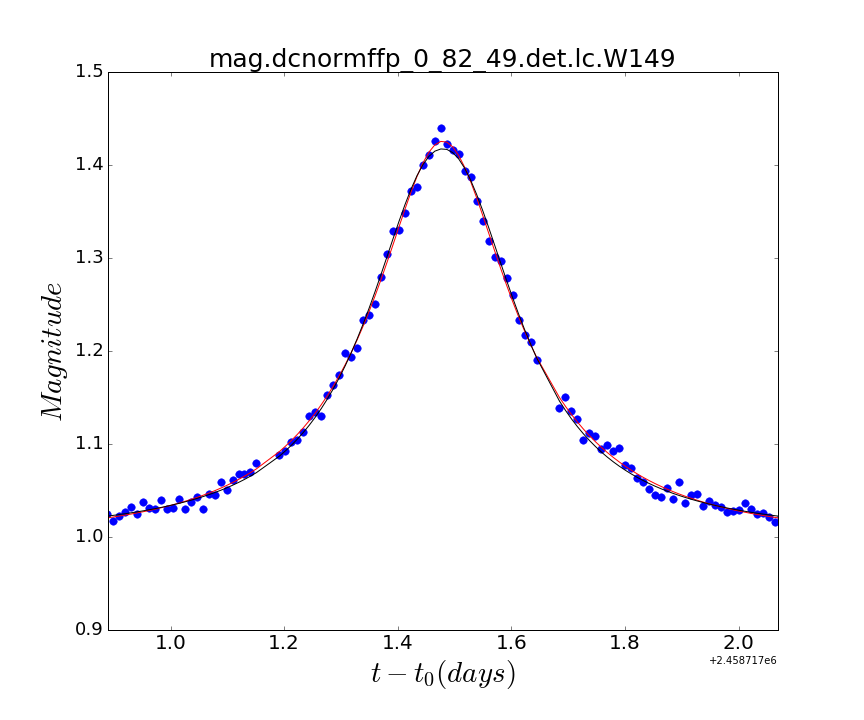 mag.dcnormffp_0_82_49.det.lc.W149
1.5
1.4
1.3
1.2
1.1
1.0
0.9
Magnitude
1.0 1.2 1.4 1.6 1.8 2.0
+2.458717e6
t − t₀(days)